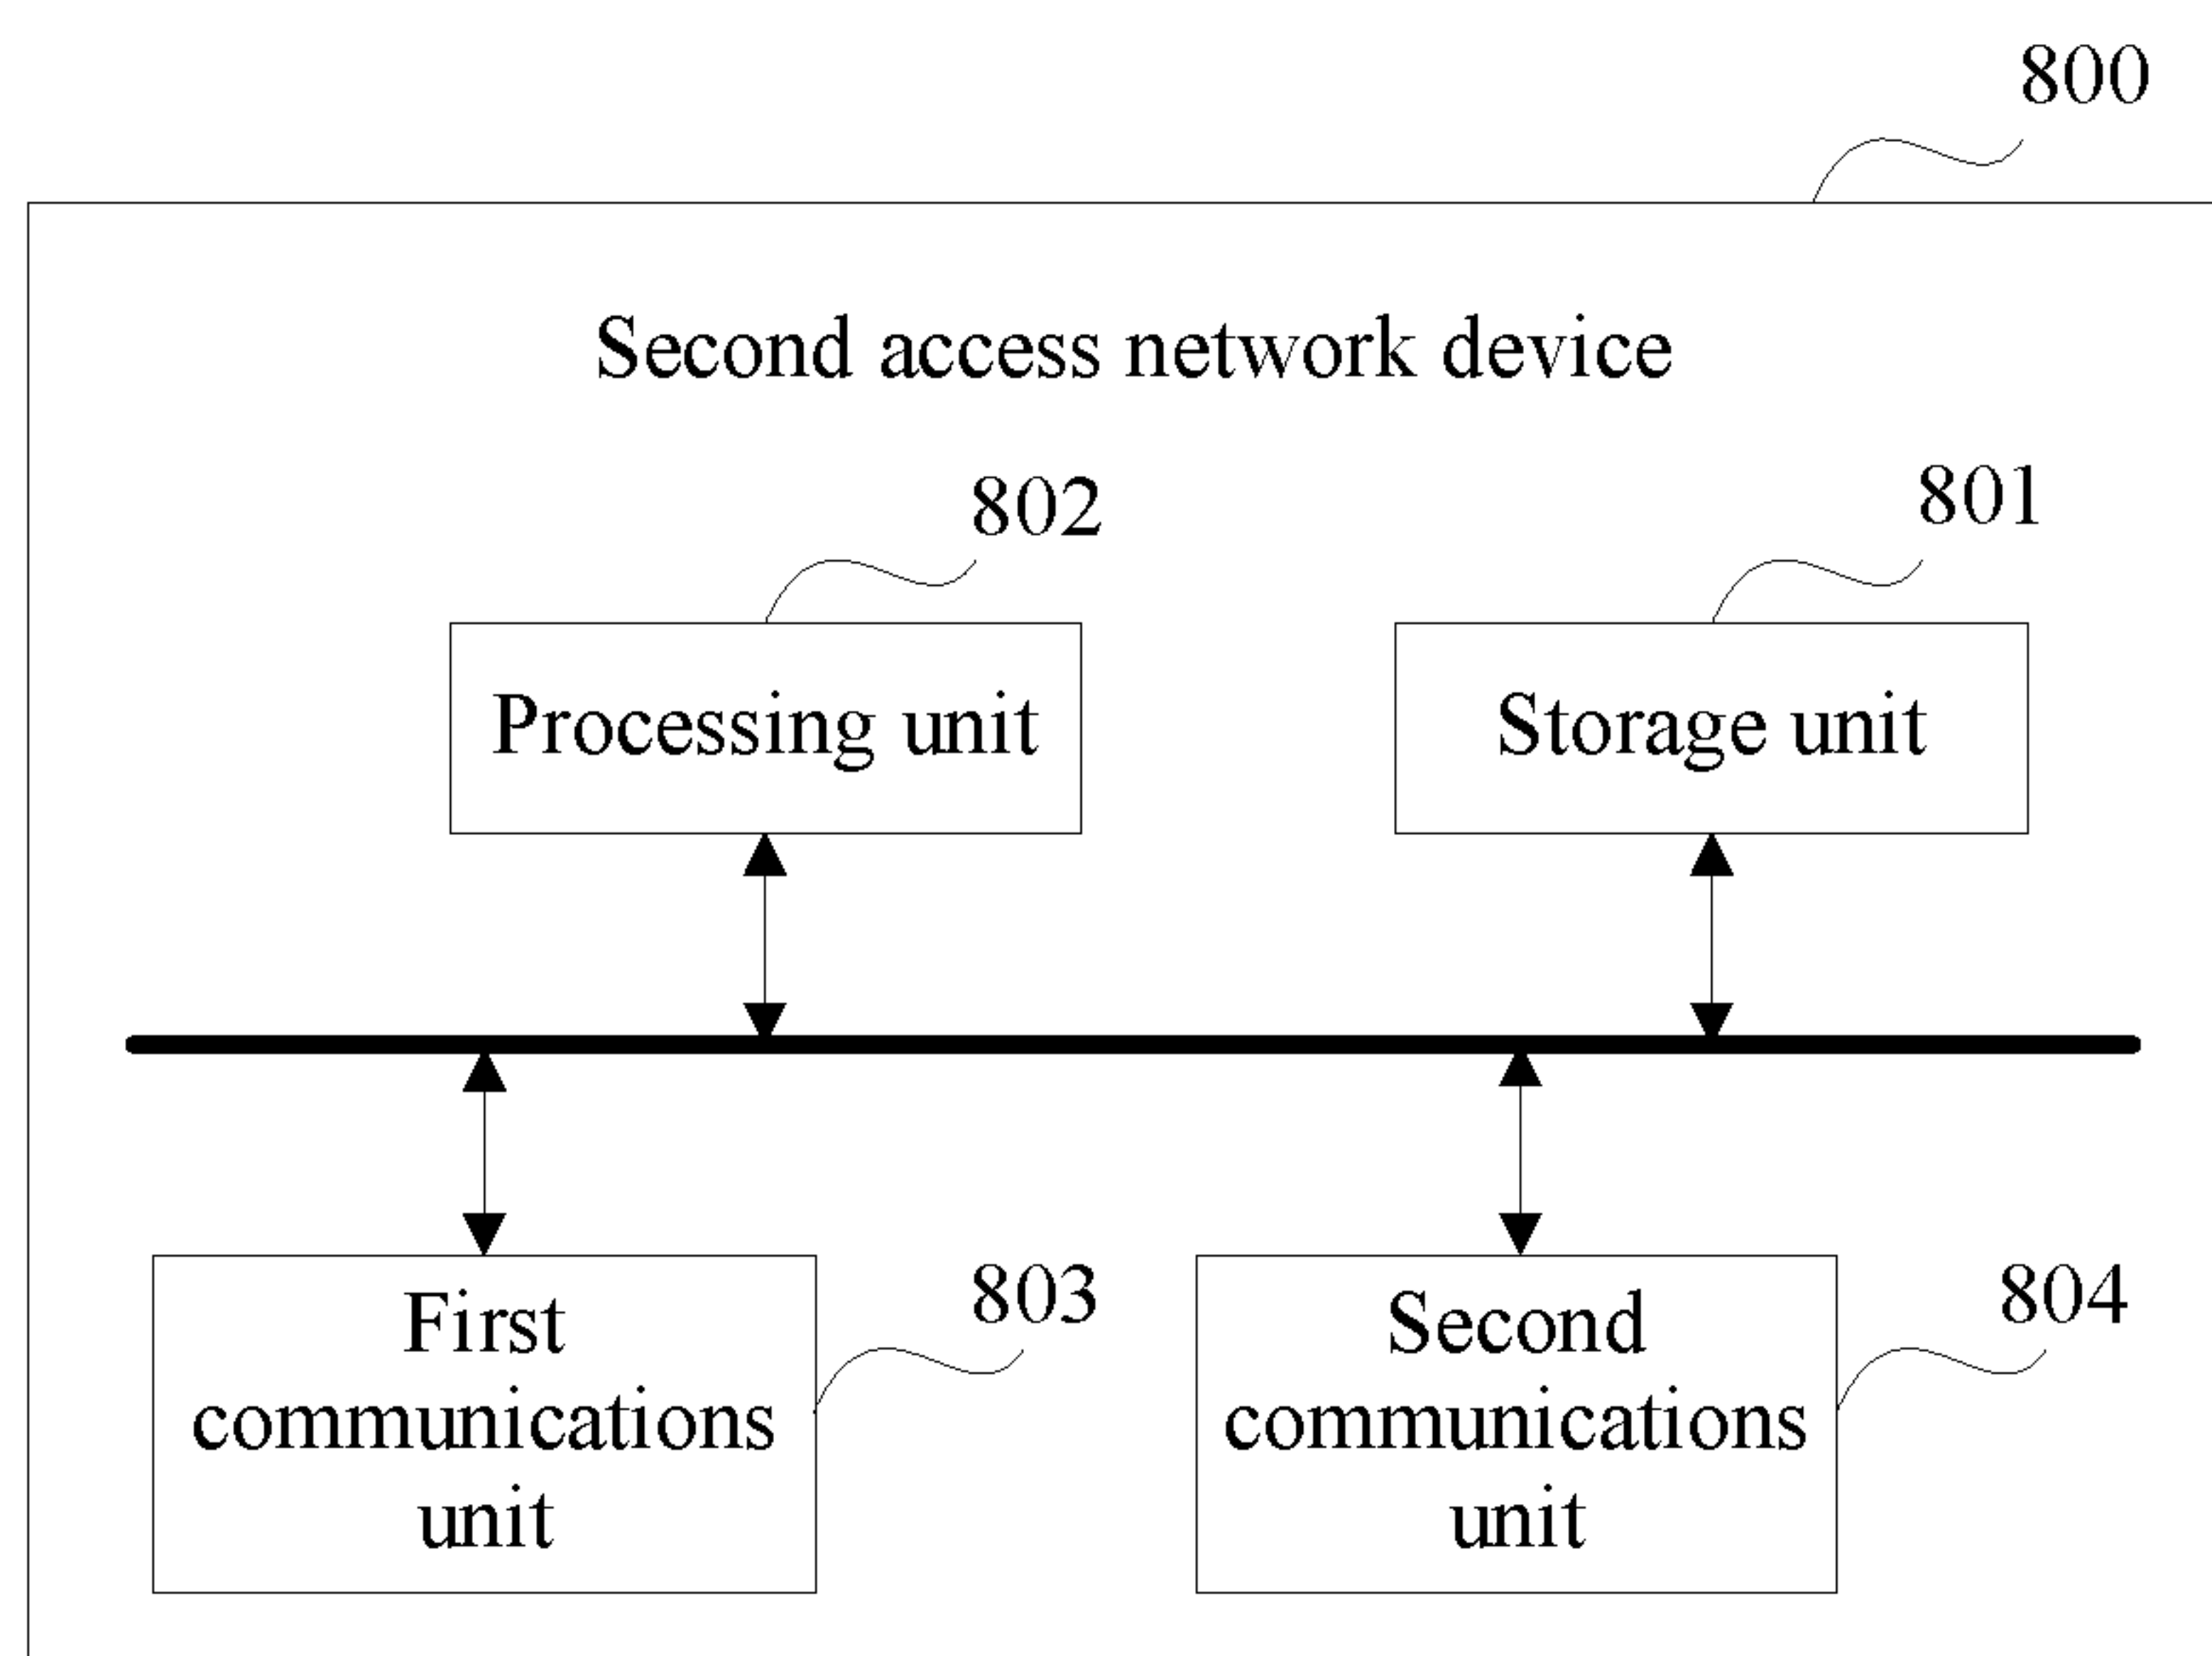 800
Second access network device
802
801
Processing unit
Storage unit
First
communications
unit
803
Second
communications
unit
804